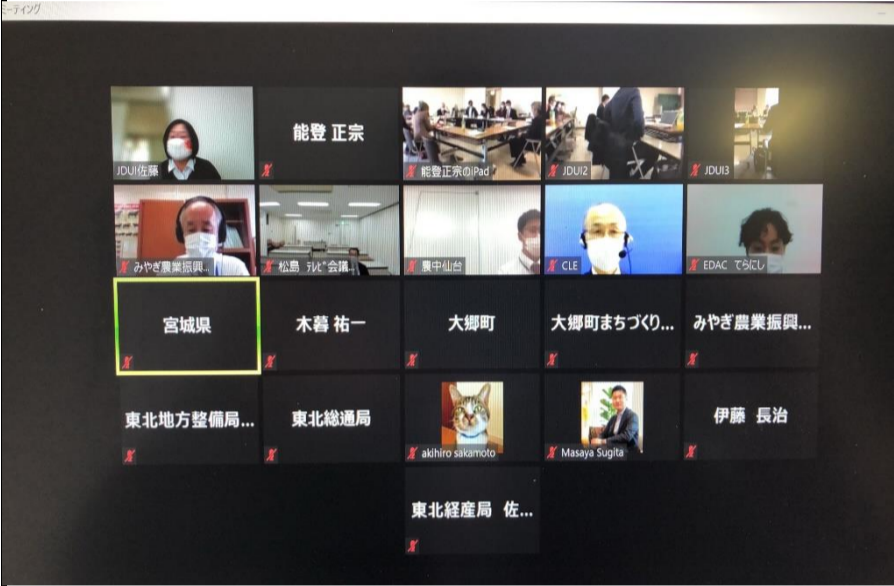 ミーティング
JDUI佐藤
能登 正宗
能登正宗のiPad
JDUI2
JDUI3
みやぎ農業振興...
松島 テレビ会議...
農中仙台
CLE
EDAC てらにし
宮城県
木暮 祐一
大郷町
大郷町まちづくり...
みやぎ農業振興...
東北地方整備局...
東北総通局
akihiro sakamoto
Masaya Sugita
伊藤 長治
東北経産局 佐...